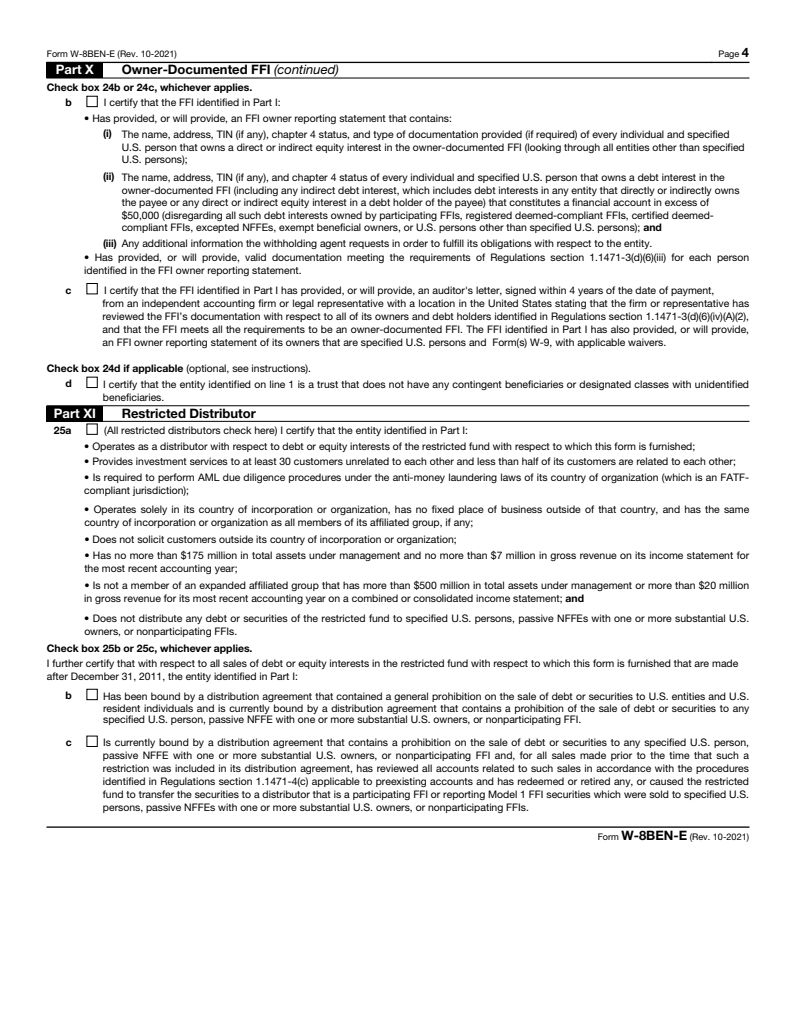 Form W-8BEN-E (Rev. 10-2021) Page 4
Part X Owner-Documented FFI (continued)
Check box 24b or 24c, whichever applies.
b I certify that the FFI identified in Part I:
• Has provided, or will provide, an FFI owner reporting statement that contains:
(i) The name, address, TIN (if any), chapter 4 status, and type of documentation provided (if required) of every individual and specified
U.S. person that owns a direct or indirect equity interest in the owner-documented FFI (looking through all entities other than specified
U.S. persons);
(ii) The name, address, TIN (if any), and chapter 4 status of every individual and specified U.S. person that owns a debt interest in the
owner-documented FFI (including any indirect debt interest, which includes debt interests in any entity that directly or indirectly owns
the payee or any direct or indirect equity interest in a debt holder of the payee) that constitutes a financial account in excess of
$50,000 (disregarding all such debt interests owned by participating FFIs, registered deemed-compliant FFIs, certified deemed-
compliant FFIs, excepted NFFEs, exempt beneficial owners, or U.S. persons other than specified U.S. persons); and
(iii) Any additional information the withholding agent requests in order to fulfill its obligations with respect to the entity.
• Has provided, or will provide, valid documentation meeting the requirements of Regulations section 1.1471-3(d)(6)(iii) for each person
identified in the FFI owner reporting statement.
c I certify that the FFI identified in Part I has provided, or will provide, an auditor's letter, signed within 4 years of the date of payment,
from an independent accounting firm or legal representative with a location in the United States stating that the firm or representative has
reviewed the FFI's documentation with respect to all of its owners and debt holders identified in Regulations section 1.1471-3(d)(6)(iv)(A)(2),
and that the FFI meets all the requirements to be an owner-documented FFI. The FFI identified in Part I has also provided, or will provide,
an FFI owner reporting statement of its owners that are specified U.S. persons and Form(s) W-9, with applicable waivers.
Check box 24d if applicable (optional, see instructions).
d I certify that the entity identified on line 1 is a trust that does not have any contingent beneficiaries or designated classes with unidentified
beneficiaries.
Part XI Restricted Distributor
25a (All restricted distributors check here) I certify that the entity identified in Part I:
• Operates as a distributor with respect to debt or equity interests of the restricted fund with respect to which this form is furnished;
• Provides investment services to at least 30 customers unrelated to each other and less than half of its customers are related to each other;
• Is required to perform AML due diligence procedures under the anti-money laundering laws of its country of organization (which is an FATF-
compliant jurisdiction);
• Operates solely in its country of incorporation or organization, has no fixed place of business outside of that country, and has the same
country of incorporation or organization as all members of its affiliated group, if any;
• Does not solicit customers outside its country of incorporation or organization;
• Has no more than $175 million in total assets under management and no more than $7 million in gross revenue on its income statement for
the most recent accounting year;
• Is not a member of an expanded affiliated group that has more than $500 million in total assets under management or more than $20 million
in gross revenue for its most recent accounting year on a combined or consolidated income statement; and
• Does not distribute any debt or securities of the restricted fund to specified U.S. persons, passive NFFEs with one or more substantial U.S.
owners, or nonparticipating FFIs.
Check box 25b or 25c, whichever applies.
I further certify that with respect to all sales of debt or equity interests in the restricted fund with respect to which this form is furnished that are made
after December 31, 2011, the entity identified in Part I:
b Has been bound by a distribution agreement that contained a general prohibition on the sale of debt or securities to U.S. entities and U.S.
resident individuals and is currently bound by a distribution agreement that contains a prohibition of the sale of debt or securities to any
specified U.S. person, passive NFFE with one or more substantial U.S. owners, or nonparticipating FFI.
c Is currently bound by a distribution agreement that contains a prohibition on the sale of debt or securities to any specified U.S. person,
passive NFFE with one or more substantial U.S. owners, or nonparticipating FFI and, for all sales made prior to the time that such a
restriction was included in its distribution agreement, has reviewed all accounts related to such sales in accordance with the procedures
identified in Regulations section 1.1471-4(c) applicable to preexisting accounts and has redeemed or retired any, or caused the restricted
fund to transfer the securities to a distributor that is a participating FFI or reporting Model 1 FFI securities which were sold to specified U.S.
persons, passive NFFEs with one or more substantial U.S. owners, or nonparticipating FFIs.
Form W-8BEN-E (Rev. 10-2021)